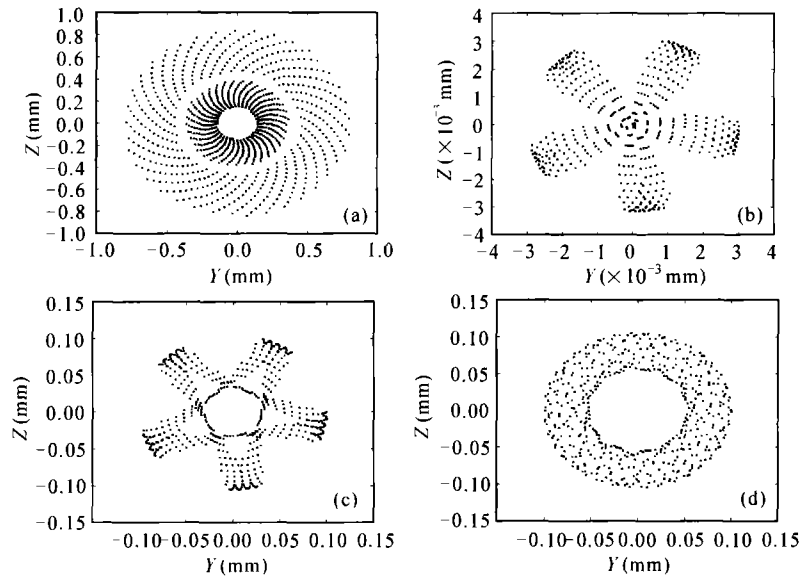 1.0
0.8
0.6
0.4
0.2
0.0
−0.2
−0.4
−0.6
−0.8
−1.0
Z (mm)
(a)
−1.0 −0.5 0.0 0.5 1.0
Y (mm)
4
3
2
1
0
−1
−2
−3
−4
Z (× 10⁻³ mm)
(b)
−4 −3 −2 −1 0 1 2 3 4
Y (× 10⁻³ mm)
0.15
0.10
0.05
0.00
−0.05
−0.10
−0.15
Z (mm)
(c)
−0.10−0.05 0.00 0.05 0.10 0.15
Y (mm)
0.15
0.10
0.05
0.00
−0.05
−0.10
−0.15
Z (mm)
(d)
−0.10−0.05 0.00 0.05 0.10 0.15
Y (mm)